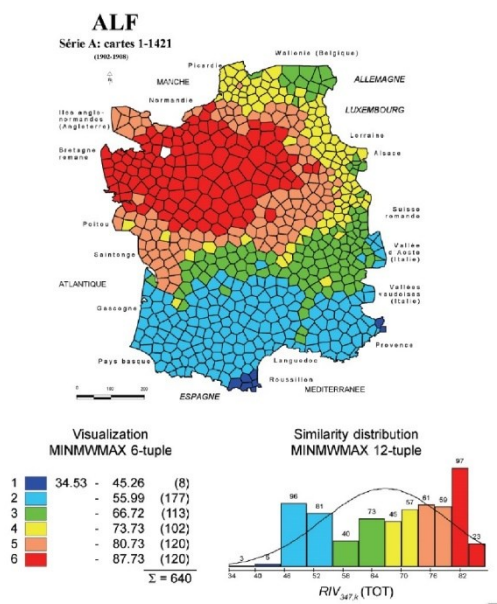 ALF
Série A: cartes 1-1421
(1902-1908)
Wallonie (Belgique)
Picardie
MANCHE
ALLEMAGNE
Normandie
LUXEMBOURG
Iles anglo-
normandes
(Angleterre)
Lorraine
Bretagne
romane
Alsace
Suisse
romande
Poitou
Vallée
d'Aoste
(Italie)
Saintonge
ATLANTIQUE
Vallées
vaudoises
(Italie)
Gascogne
Provence
Pays basque
Languedoc
Roussillon
MEDITERRANEE
ESPAGNE
0 100 200
Visualization
MINMWMAX 6-tuple
1 34.53 - 45.26 (8)
2 - 55.99 (177)
3 - 66.72 (113)
4 - 73.73 (102)
5 - 80.73 (120)
6 - 87.73 (120)
Σ = 640
Similarity distribution
MINMWMAX 12-tuple
3 5 96 81 40 73 45 57 61 59 97 23
34 40 46 52 58 64 70 76 82
RIV347,k (TOT)